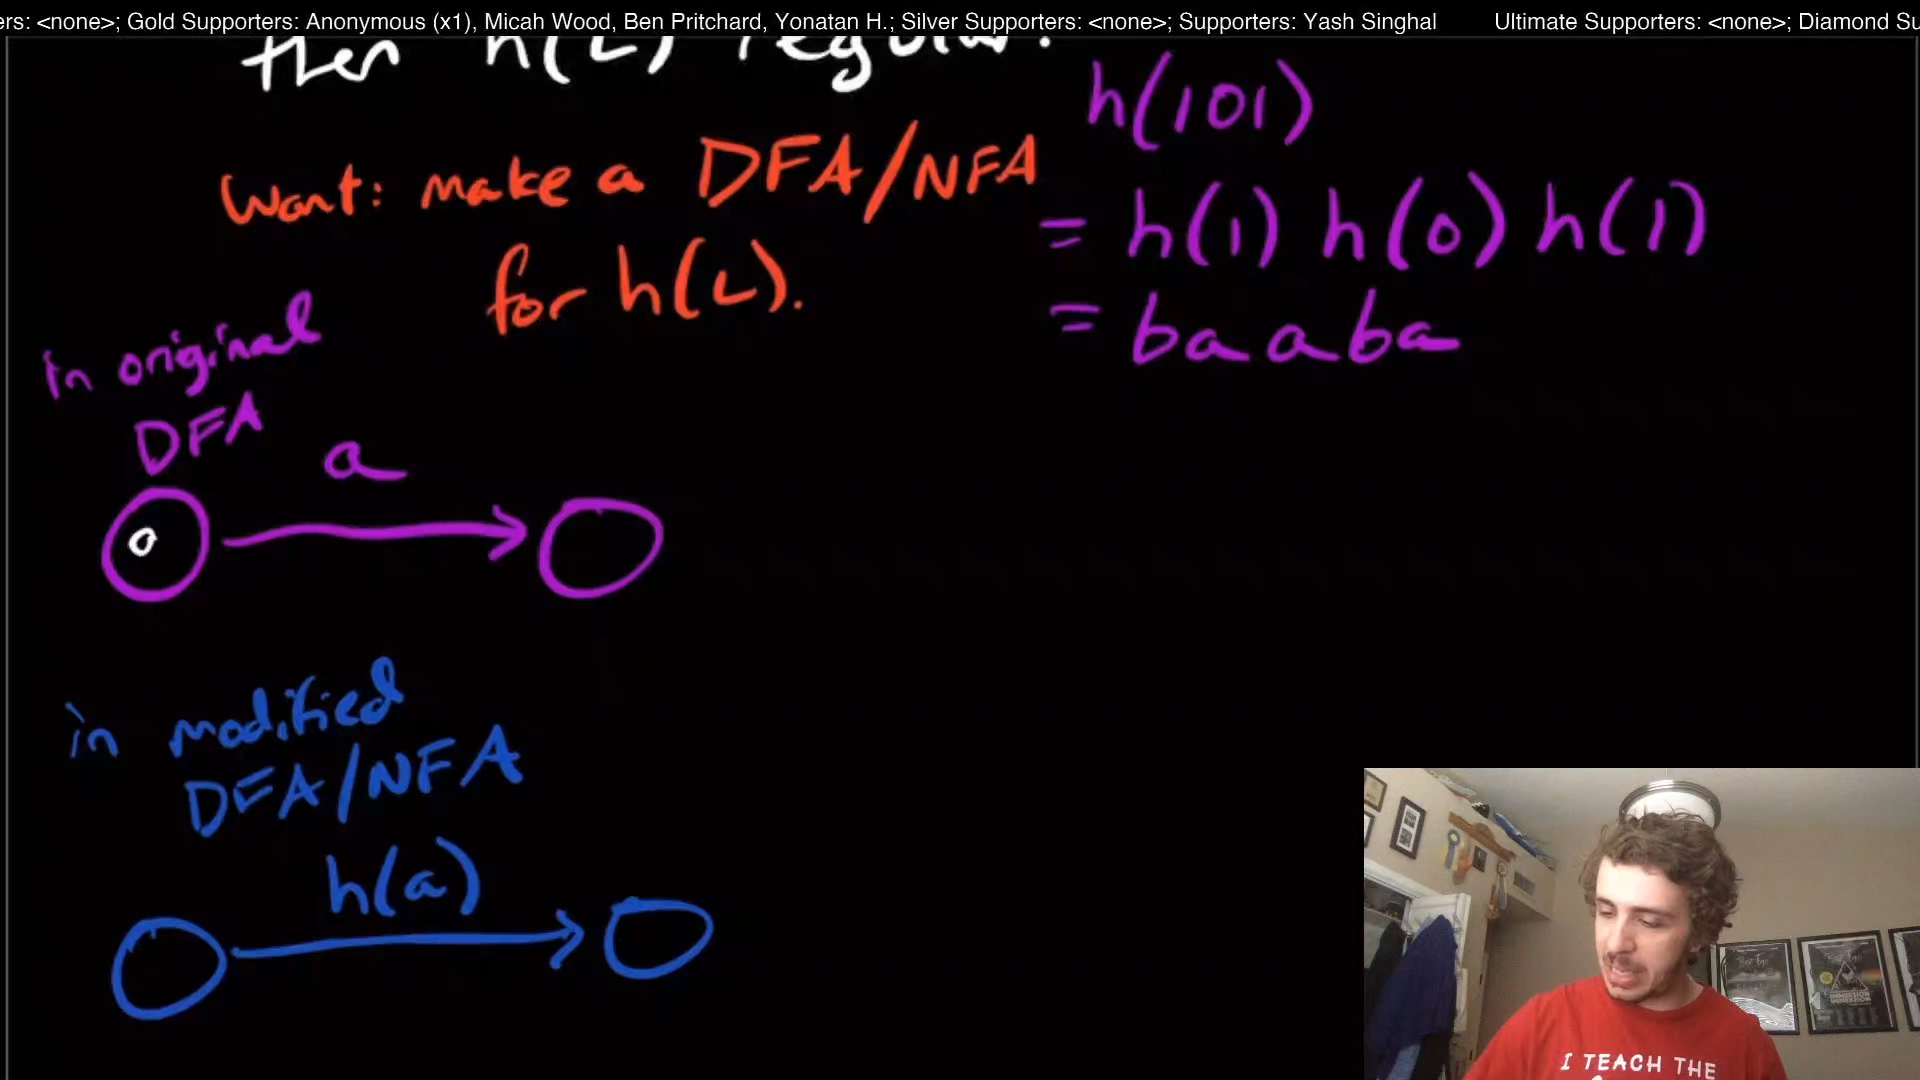 ers: <none>; Gold Supporters: Anonymous (x1), Micah Wood, Ben Pritchard, Yonatan H.; Silver Supporters: <none>; Supporters: Yash Singhal Ultimate Supporters: <none>; Diamond Su
then h(L) regular.
Want: make a DFA/NFA
for h(L).
h(101)
= h(1) h(0) h(1)
= baaba
in original
DFA
a
o
in modified
DFA/NFA
h(a)
I TEACH THE